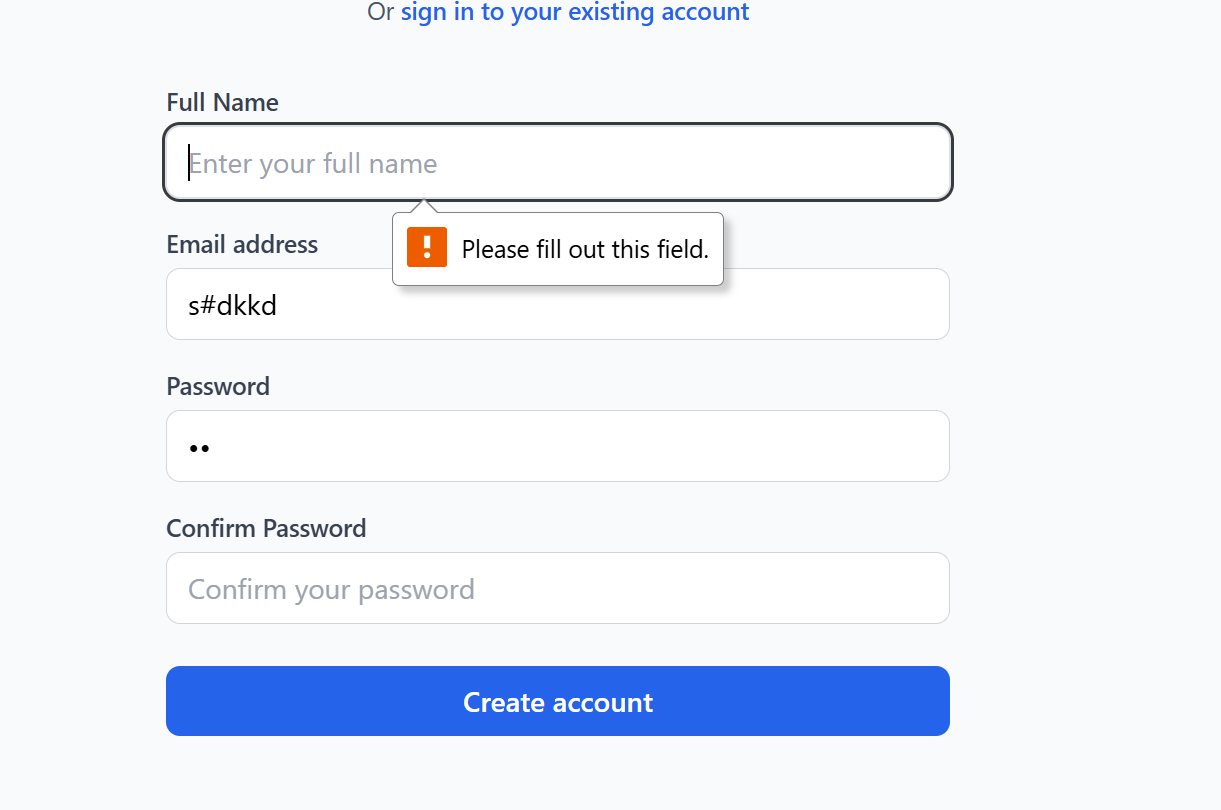 Or sign in to your existing account
Full Name
Enter your full name
Please fill out this field.
Email address
s#dkkd
Password
••
Confirm Password
Confirm your password
Create account